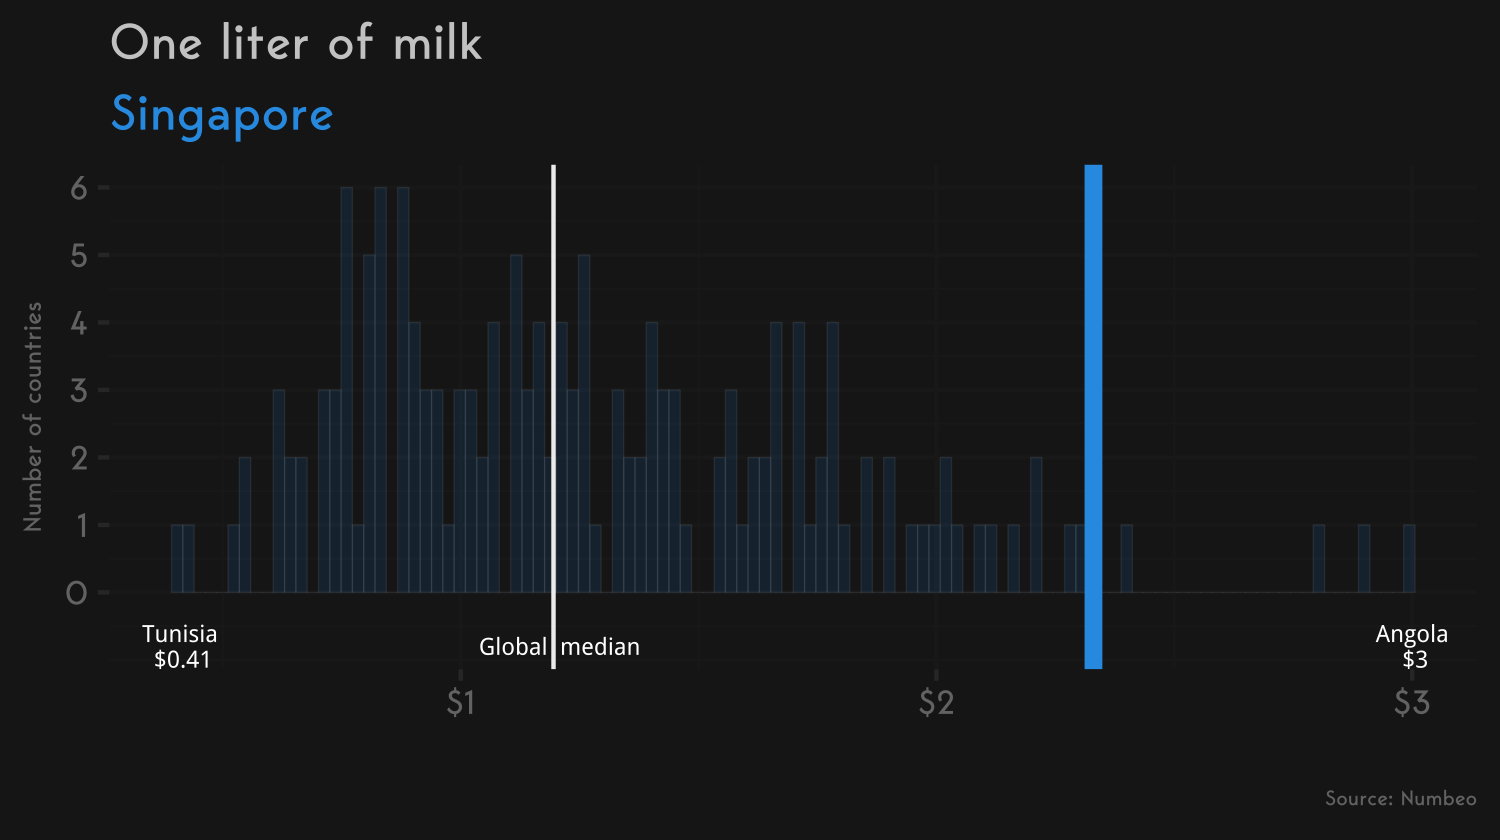 One liter of milk
Singapore
Number of countries
6
5
4
3
2
1
0
Tunisia
$0.41
Global median
Angola
$3
$1
$2
$3
Source: Numbeo